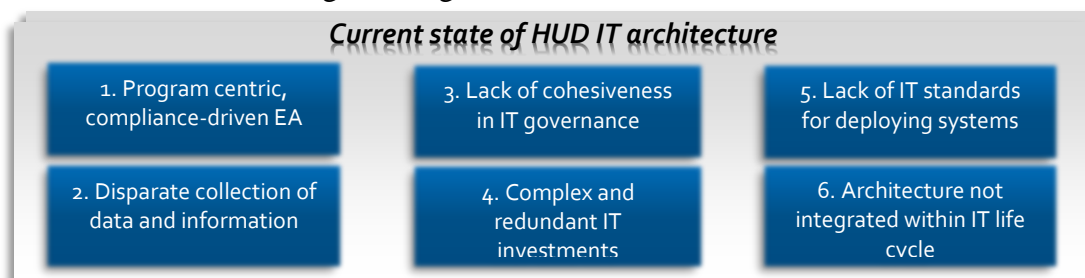 Current state of HUD IT architecture
1. Program centric,
compliance-driven EA
2. Disparate collection of
data and information
3. Lack of cohesiveness
in IT governance
4. Complex and
redundant IT
investments
5. Lack of IT standards
for deploying systems
6. Architecture not
integrated within IT life
cycle